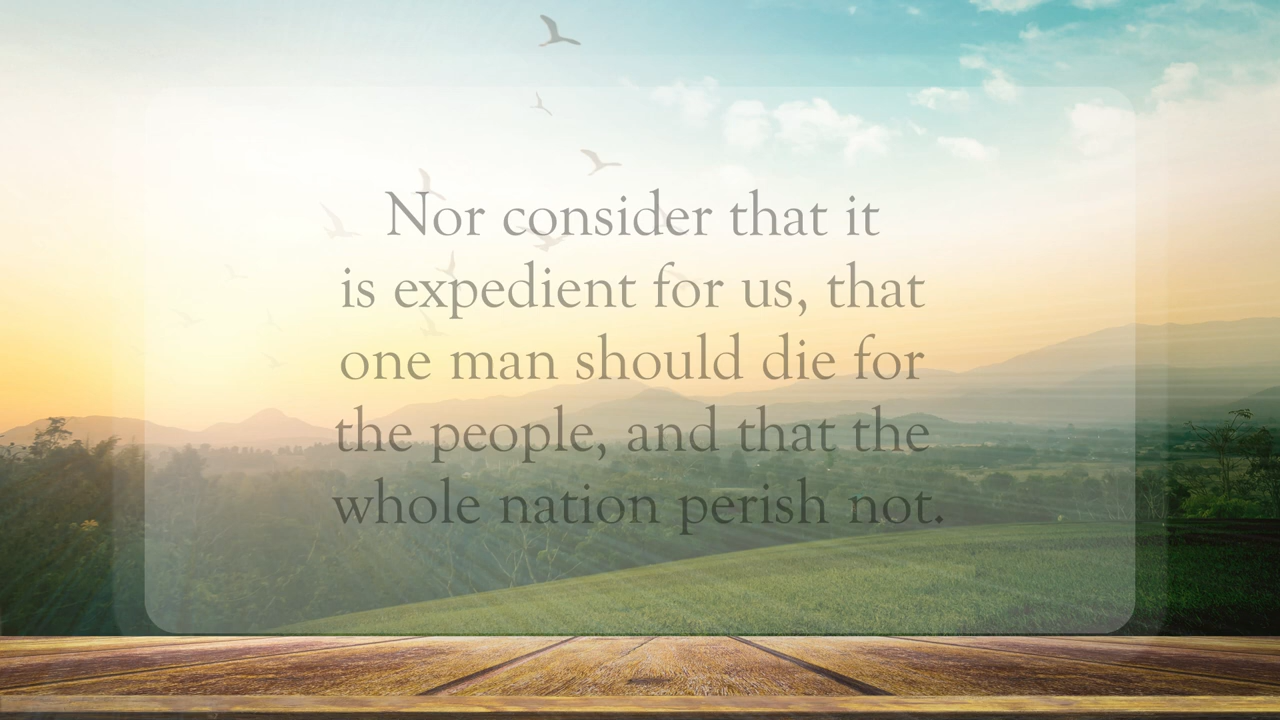 Nor consider that it
is expedient for us, that
one man should die for
the people, and that the
whole nation perish not.